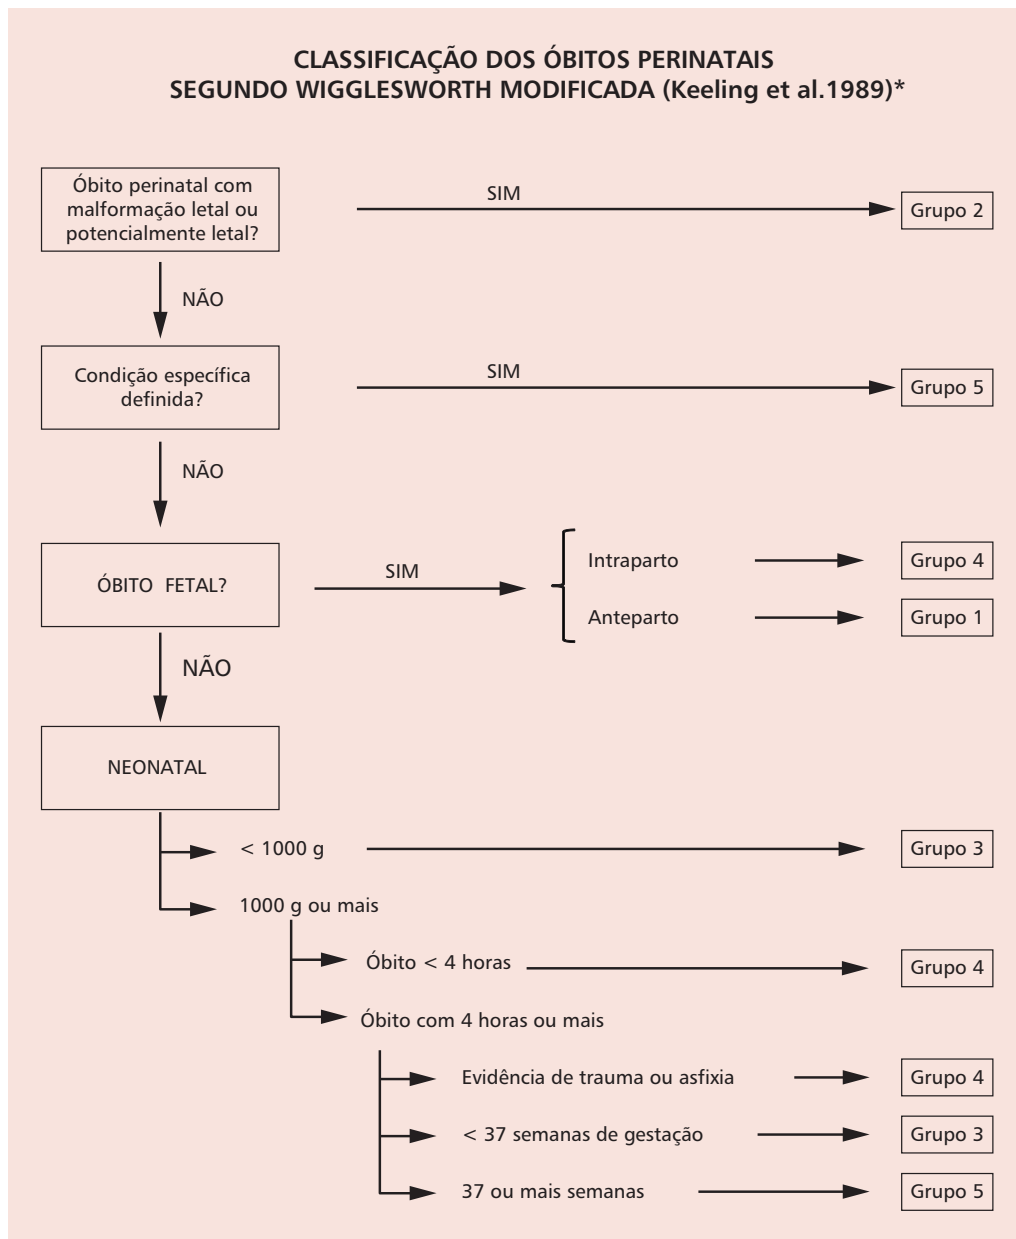 CLASSIFICAÇÃO DOS ÓBITOS PERINATAIS
SEGUNDO WIGGLESWORTH MODIFICADA (Keeling et al.1989)*
Óbito perinatal com
malformação letal ou
potencialmente letal?
SIM
Grupo 2
NÃO
Condição específica
definida?
SIM
Grupo 5
NÃO
ÓBITO FETAL?
SIM
Intraparto
Grupo 4
Anteparto
Grupo 1
NÃO
NEONATAL
< 1000 g
Grupo 3
1000 g ou mais
Óbito < 4 horas
Grupo 4
Óbito com 4 horas ou mais
Evidência de trauma ou asfixia
Grupo 4
< 37 semanas de gestação
Grupo 3
37 ou mais semanas
Grupo 5